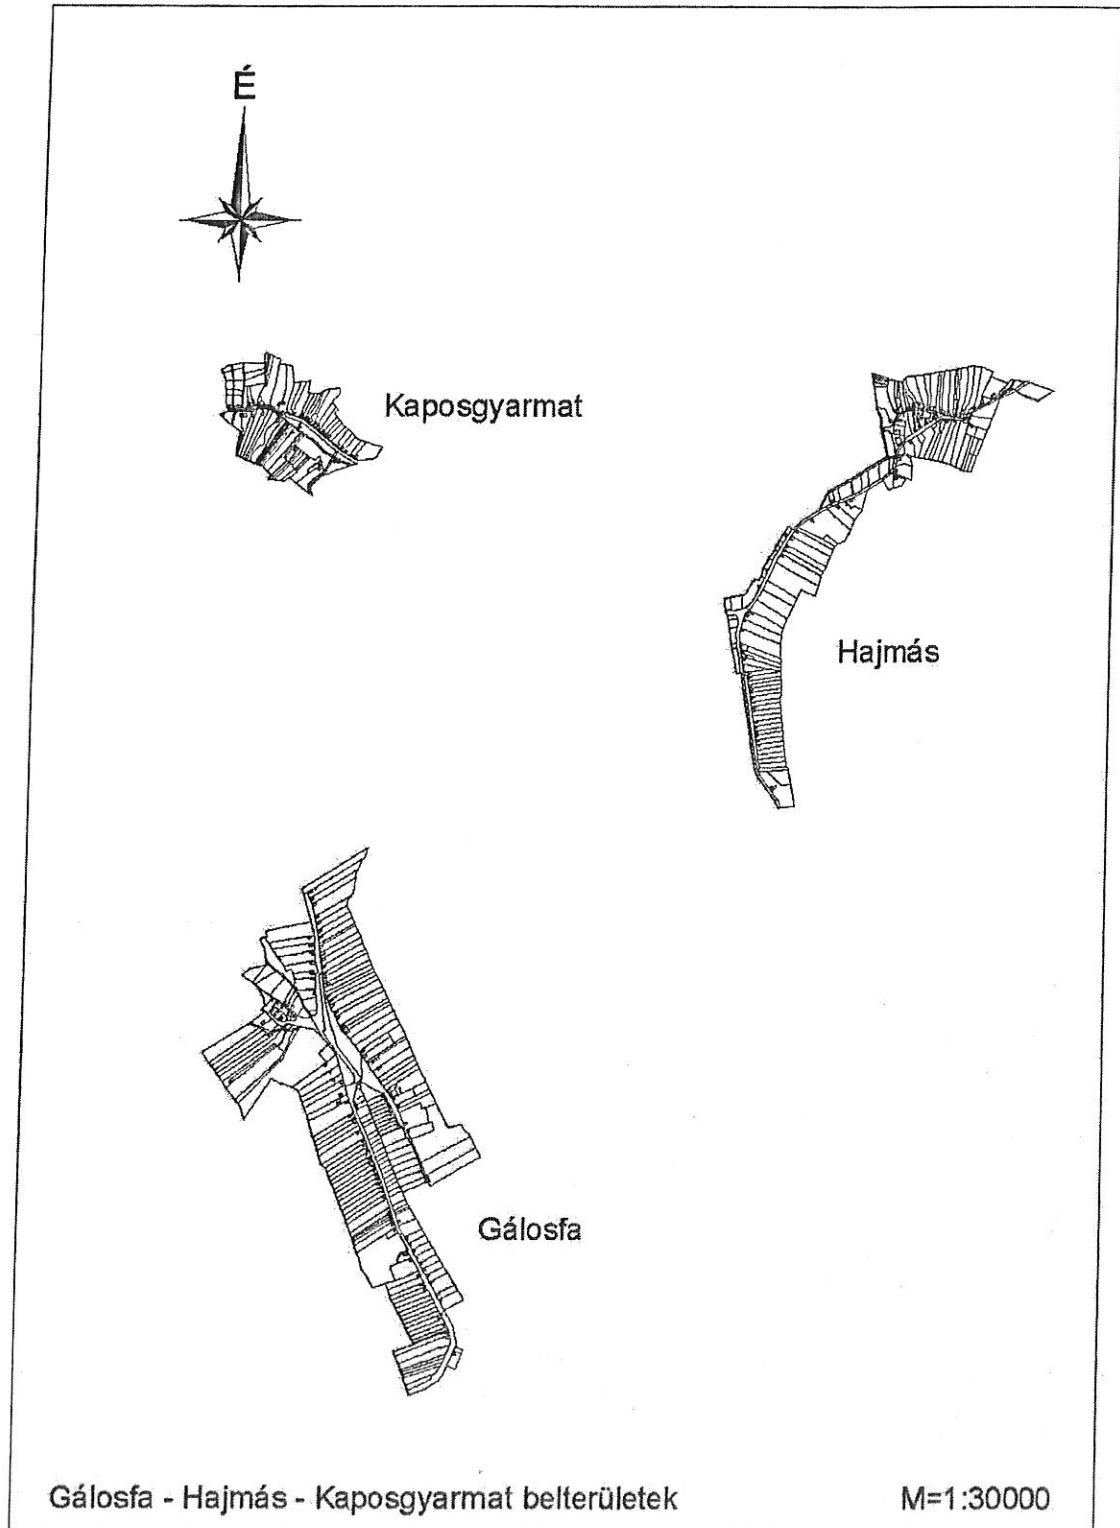 É
Kaposgyarmat
Hajmás
Gálosfa
Gálosfa - Hajmás - Kaposgyarmat belterületek
M=1:30000